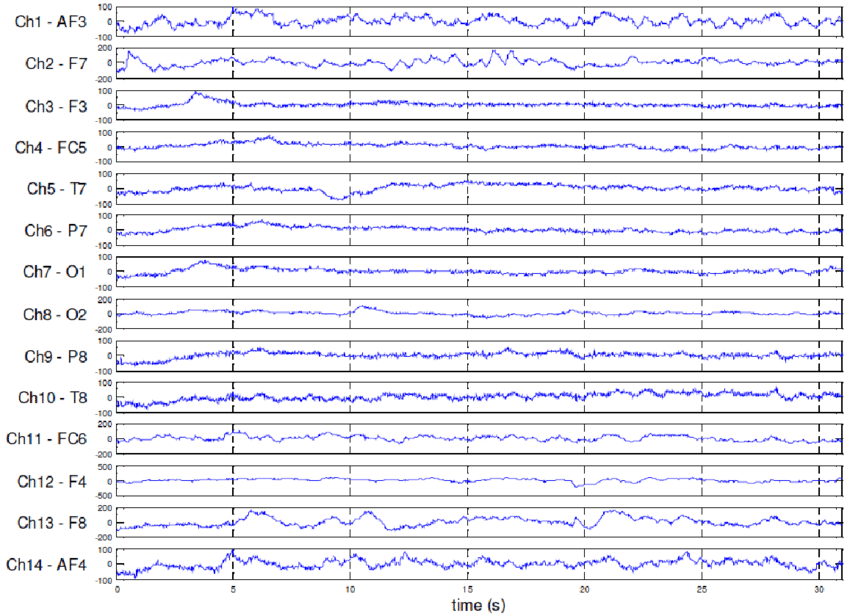 100
Ch1 - AF3 0
-100
200
Ch2 - F7 0
-200
100
Ch3 - F3 0
-100
100
Ch4 - FC5 0
-100
100
Ch5 - T7 0
-100
100
Ch6 - P7 0
-100
100
Ch7 - O1 0
-100
200
Ch8 - O2 0
-200
100
Ch9 - P8 0
-100
100
Ch10 - T8 0
-100
200
Ch11 - FC6 0
-200
500
Ch12 - F4 0
-500
200
Ch13 - F8 0
-200
100
Ch14 - AF4 0
-100
0 5 10 15 20 25 30
time (s)